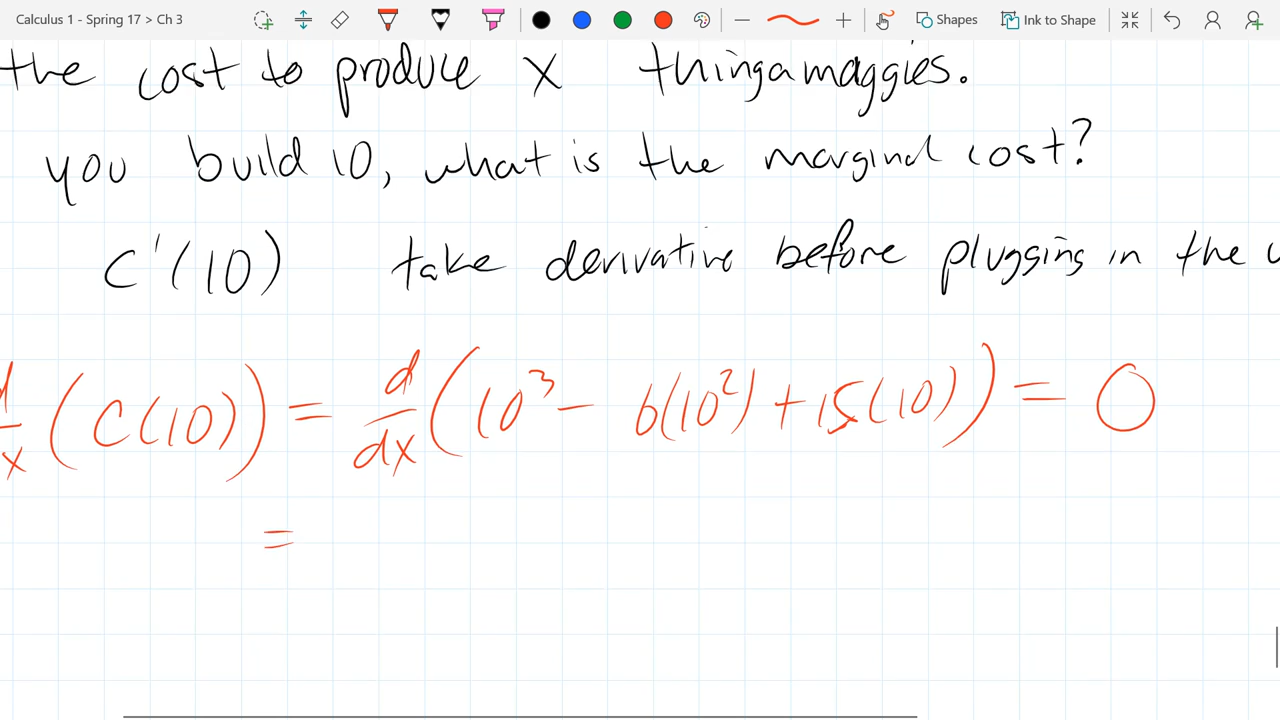 Calculus 1 - Spring 17 > Ch 3 Shapes Ink to Shape
the cost to produce x thingamaggies.
you build 10, what is the marginal cost?
C'(10) take derivative before plugging in the
d/dx (C(10)) = d/dx (10³ - 6(10²) + 15(10)) = 0
=